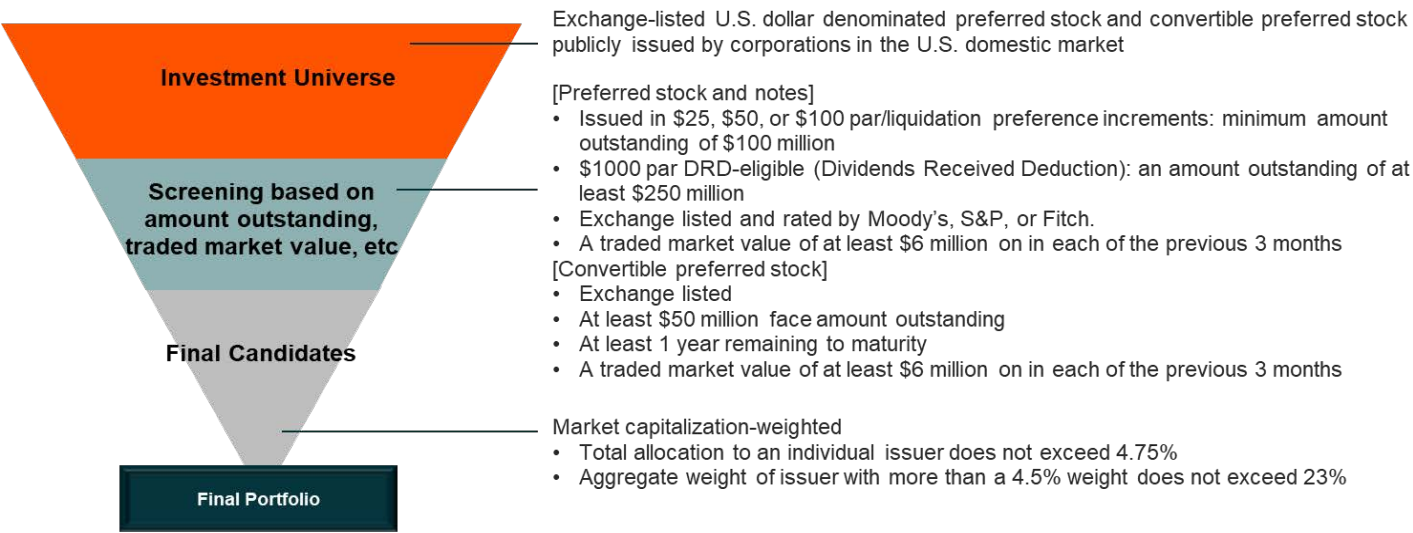 Exchange-listed U.S. dollar denominated preferred stock and convertible preferred stock
publicly issued by corporations in the U.S. domestic market
Investment Universe
[Preferred stock and notes]
• Issued in $25, $50, or $100 par/liquidation preference increments: minimum amount
outstanding of $100 million
• $1000 par DRD-eligible (Dividends Received Deduction): an amount outstanding of at
least $250 million
• Exchange listed and rated by Moody's, S&P, or Fitch.
• A traded market value of at least $6 million on in each of the previous 3 months
Screening based on
amount outstanding,
traded market value, etc
[Convertible preferred stock]
• Exchange listed
• At least $50 million face amount outstanding
• At least 1 year remaining to maturity
• A traded market value of at least $6 million on in each of the previous 3 months
Final Candidates
Market capitalization-weighted
• Total allocation to an individual issuer does not exceed 4.75%
• Aggregate weight of issuer with more than a 4.5% weight does not exceed 23%
Final Portfolio